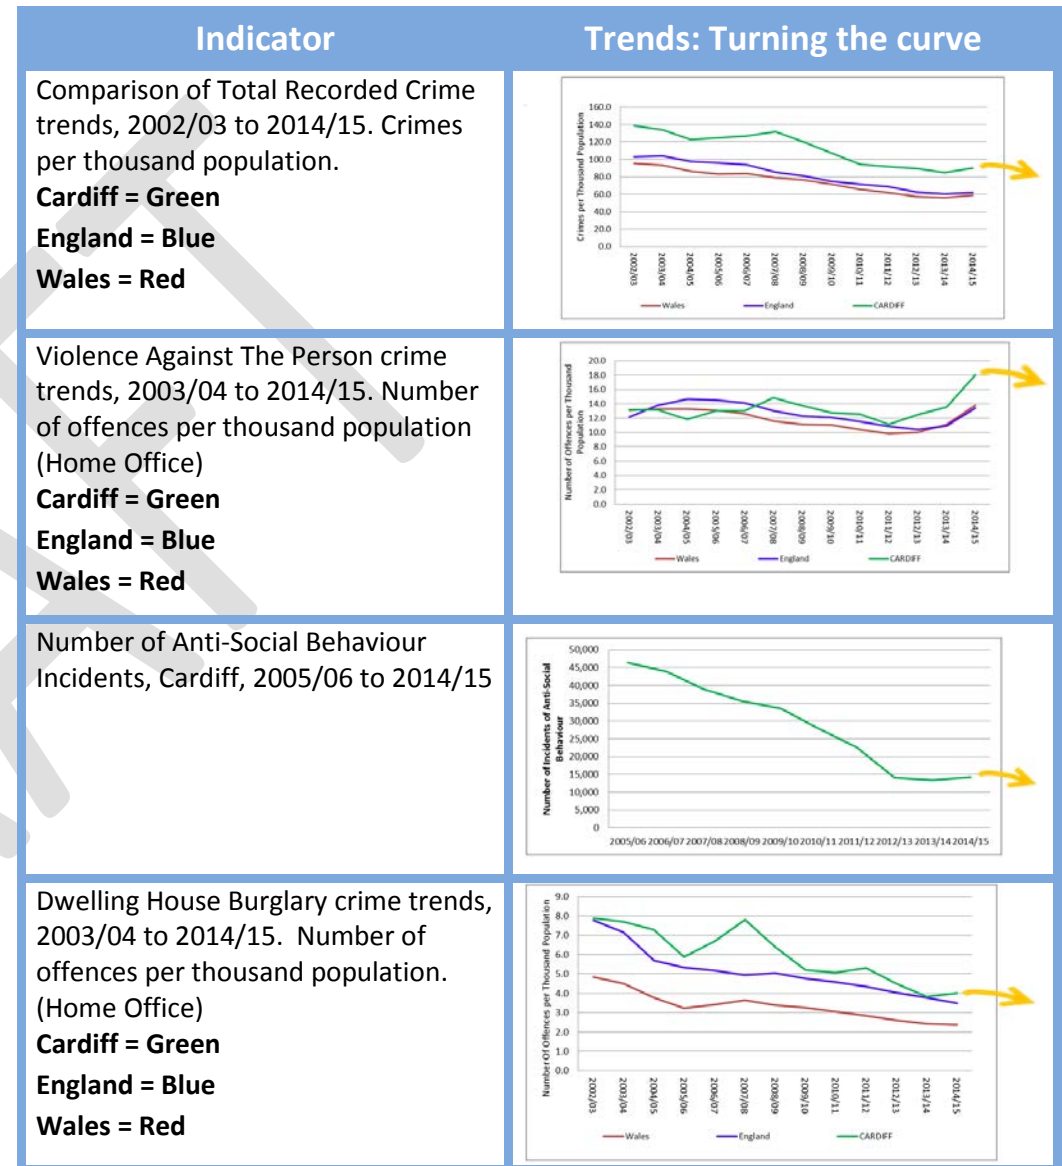 Indicator
Trends: Turning the curve
Comparison of Total Recorded Crime
trends, 2002/03 to 2014/15. Crimes
per thousand population.
Cardiff = Green
England = Blue
Wales = Red
Crimes per Thousand Population
160.0
140.0
120.0
100.0
80.0
60.0
40.0
20.0
0.0
2002/03 2003/04 2004/05 2005/06 2006/07 2007/08 2008/09 2009/10 2010/11 2011/12 2012/13 2013/14 2014/15
Wales England CARDIFF
Violence Against The Person crime
trends, 2003/04 to 2014/15. Number
of offences per thousand population
(Home Office)
Cardiff = Green
England = Blue
Wales = Red
Number of Offences per Thousand
Population
20.0
18.0
16.0
14.0
12.0
10.0
8.0
6.0
4.0
2.0
0.0
2002/03 2003/04 2004/05 2005/06 2006/07 2007/08 2008/09 2009/10 2010/11 2011/12 2012/13 2013/14 2014/15
Wales England CARDIFF
Number of Anti-Social Behaviour
Incidents, Cardiff, 2005/06 to 2014/15
Number of Incidents of Anti-Social
Behaviour
50,000
45,000
40,000
35,000
30,000
25,000
20,000
15,000
10,000
5,000
0
2005/06 2006/07 2007/08 2008/09 2009/10 2010/11 2011/12 2012/13 2013/14 2014/15
Dwelling House Burglary crime trends,
2003/04 to 2014/15. Number of
offences per thousand population.
(Home Office)
Cardiff = Green
England = Blue
Wales = Red
Number Of Offences per Thousand Population
9.0
8.0
7.0
6.0
5.0
4.0
3.0
2.0
1.0
0.0
2002/03 2003/04 2004/05 2005/06 2006/07 2007/08 2008/09 2009/10 2010/11 2011/12 2012/13 2013/14 2014/15
Wales England CARDIFF